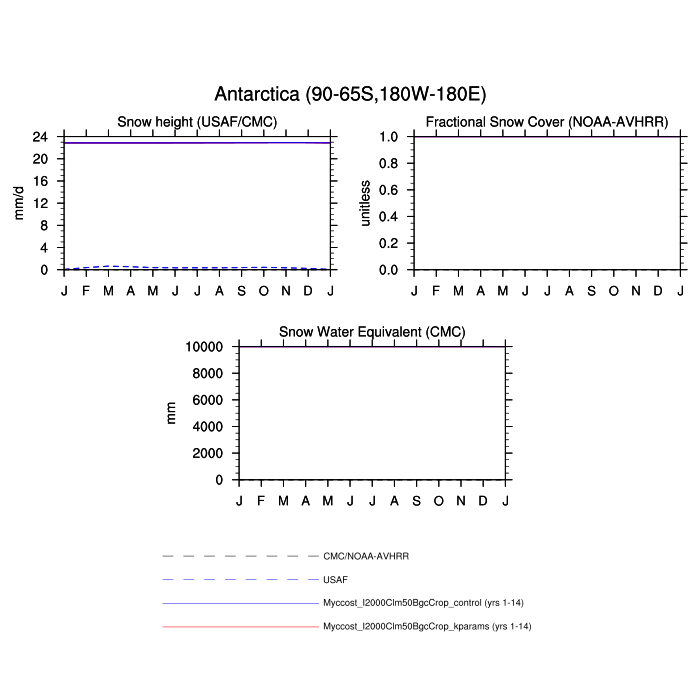 Antarctica (90-65S,180W-180E)
Snow height (USAF/CMC)
24
20
16
12
8
4
0
mm/d
J F M A M J J A S O N D J
Fractional Snow Cover (NOAA-AVHRR)
1.0
0.8
0.6
0.4
0.2
0.0
unitless
J F M A M J J A S O N D J
Snow Water Equivalent (CMC)
10000
8000
6000
4000
2000
0
mm
J F M A M J J A S O N D J
CMC/NOAA-AVHRR
USAF
Myccost_I2000Clm50BgcCrop_control (yrs 1-14)
Myccost_I2000Clm50BgcCrop_kparams (yrs 1-14)